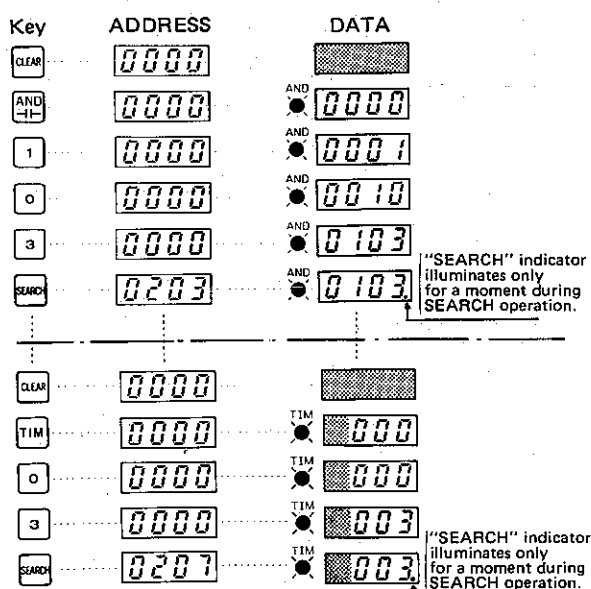 Key ADDRESS DATA
CLEAR 0000
AND 0000 AND 0000
1 0000 AND 0001
0 0000 AND 0010
3 0000 AND 0103
SEARCH 0203 AND 0103.
"SEARCH" indicator
illuminates only
for a moment during
SEARCH operation.
CLEAR 0000
TIM 0000 TIM 000
0 0000 TIM 000
3 0000 TIM 003
SEARCH 0207 TIM 003.
"SEARCH" indicator
illuminates only
for a moment during
SEARCH operation.